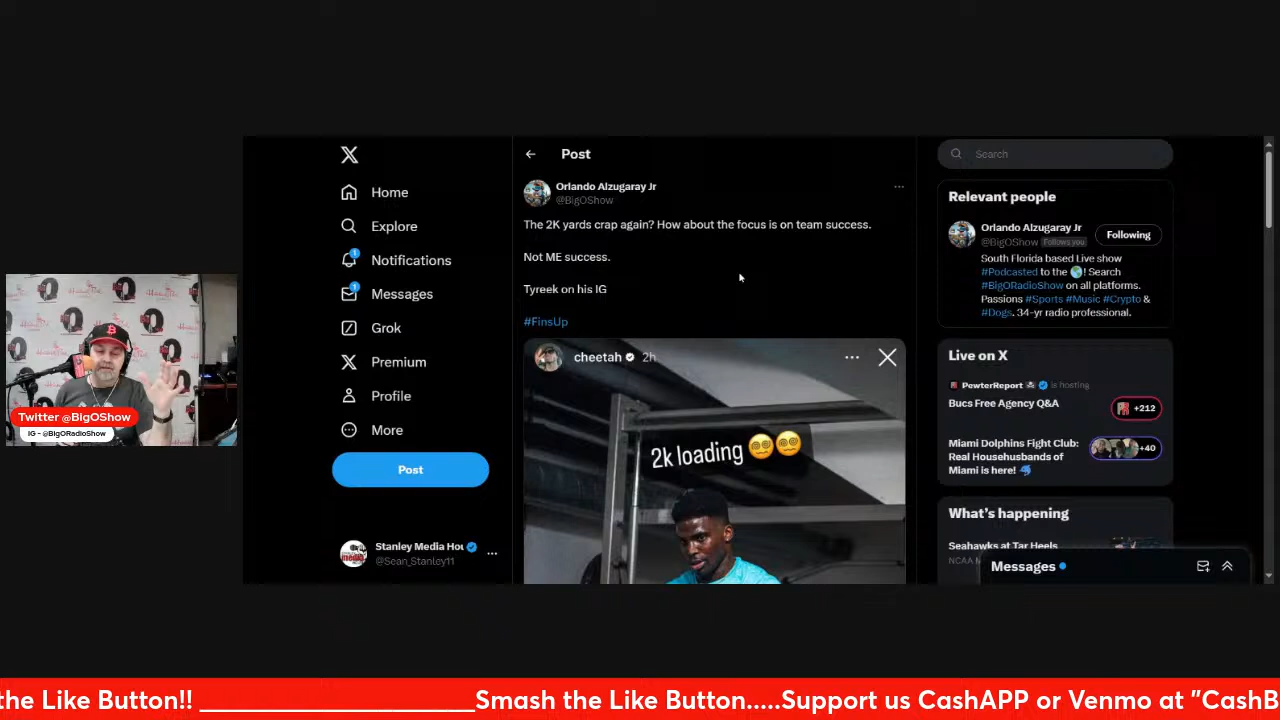 Home
Explore
1
Notifications
1
Messages
Grok
Premium
Profile
More
Post
Stanley Media Hou
@Sean_Stanley11
Post
Orlando Alzugaray Jr
@BigOShow
The 2K yards crap again? How about the focus is on team success.
Not ME success.
Tyreek on his IG
#FinsUp
cheetah 2h
2k loading 😵‍💫😵‍💫
Search
Relevant people
Orlando Alzugaray Jr
@BigOShow Follows you
Following
South Florida based Live show
#Podcasted to the 🌎! Search
#BigORadioShow on all platforms.
Passions #Sports #Music #Crypto &
#Dogs. 34-yr radio professional.
Live on X
PewterReport is hosting
Bucs Free Agency Q&A
+212
Miami Dolphins Fight Club:
Real Househusbands of
Miami is here! 🐬
+40
What's happening
Seahawks at Tar Heels
Messages
Twitter @BigOShow
IG - @BigORadioShow
the Like Button!! ____________________Smash the Like Button.....Support us CashAPP or Venmo at "CashB